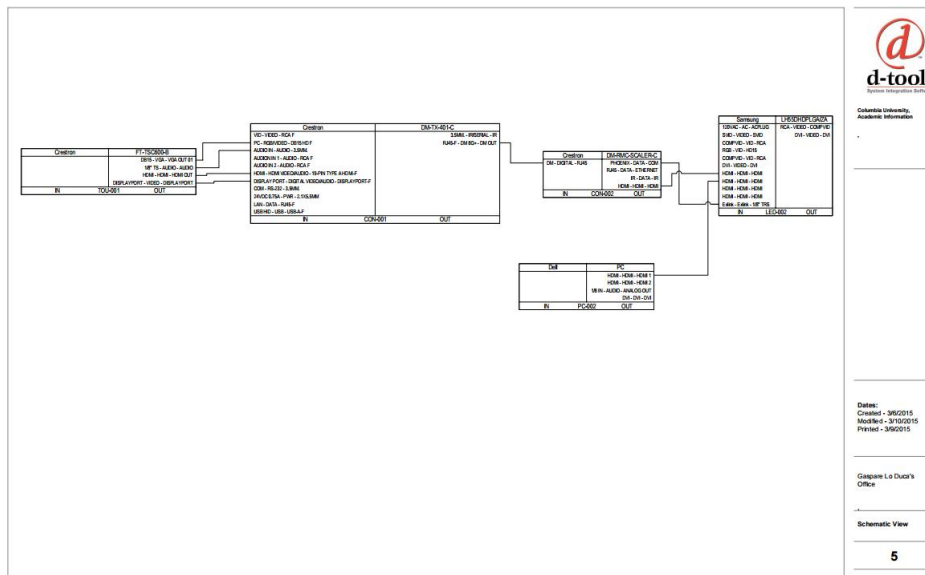 Crestron FT-TSC600-B
DB15 - VGA - VGA OUT 01
1/8" TS - AUDIO - AUDIO
HDMI - HDMI - HDMI OUT
DISPLAYPORT - VIDEO - DISPLAYPORT
IN TOU-001 OUT
Crestron DM-TX-401-C
VID - VIDEO - RCA F
PC - RGB/VIDEO - DB15HD F
AUDIO IN - AUDIO - 3.5MM
AUDIO IN 1 - AUDIO - RCA F
AUDIO IN 2 - AUDIO - RCA F
HDMI - HDMI VIDEO/AUDIO - 19-PIN TYPE A HDMI-F
DISPLAY PORT - DIGITAL VIDEO/AUDIO - DISPLAYPORT-F
COM - RS-232 - 3.5MM
24VDC 0.75A - PWR - 2.1X5.5MM
LAN - DATA - RJ45-F
USB HID - USB - USB-A-F
3.5MM. - IR/SERIAL - IR
RJ45-F - DM 8G+ - DM OUT
IN CON-001 OUT
Crestron DM-RMC-SCALER-C
DM - DIGITAL - RJ45
PHOENIX - DATA - COM
RJ45 - DATA - ETHERNET
IR - DATA - IR
HDMI - HDMI - HDMI
IN CON-002 OUT
Samsung LH55DHDPLGA/ZA
120VAC - AC - ACPLUG
SVID - VIDEO - SVID
COMPVID - VID - RCA
RGB - VID - HD15
COMPVID - VID - RCA
DVI - VIDEO - DVI
HDMI - HDMI - HDMI
HDMI - HDMI - HDMI
HDMI - HDMI - HDMI
HDMI - HDMI - HDMI
Exlink - Exlink - 1/8" TRS
RCA - VIDEO - COMPVID
DVI - VIDEO - DVI
IN LED-002 OUT
Dell PC
HDMI - HDMI - HDMI 1
HDMI - HDMI - HDMI 2
1/8 IN - AUDIO - ANALOG OUT
DVI - DVI - DVI
IN PC-002 OUT
d
d-tool
System Integration Soft
Columbia University,
Academic Information
Dates:
Created - 3/6/2015
Modified - 3/10/2015
Printed - 3/9/2015
Gaspare Lo Duca's
Office
Schematic View
5